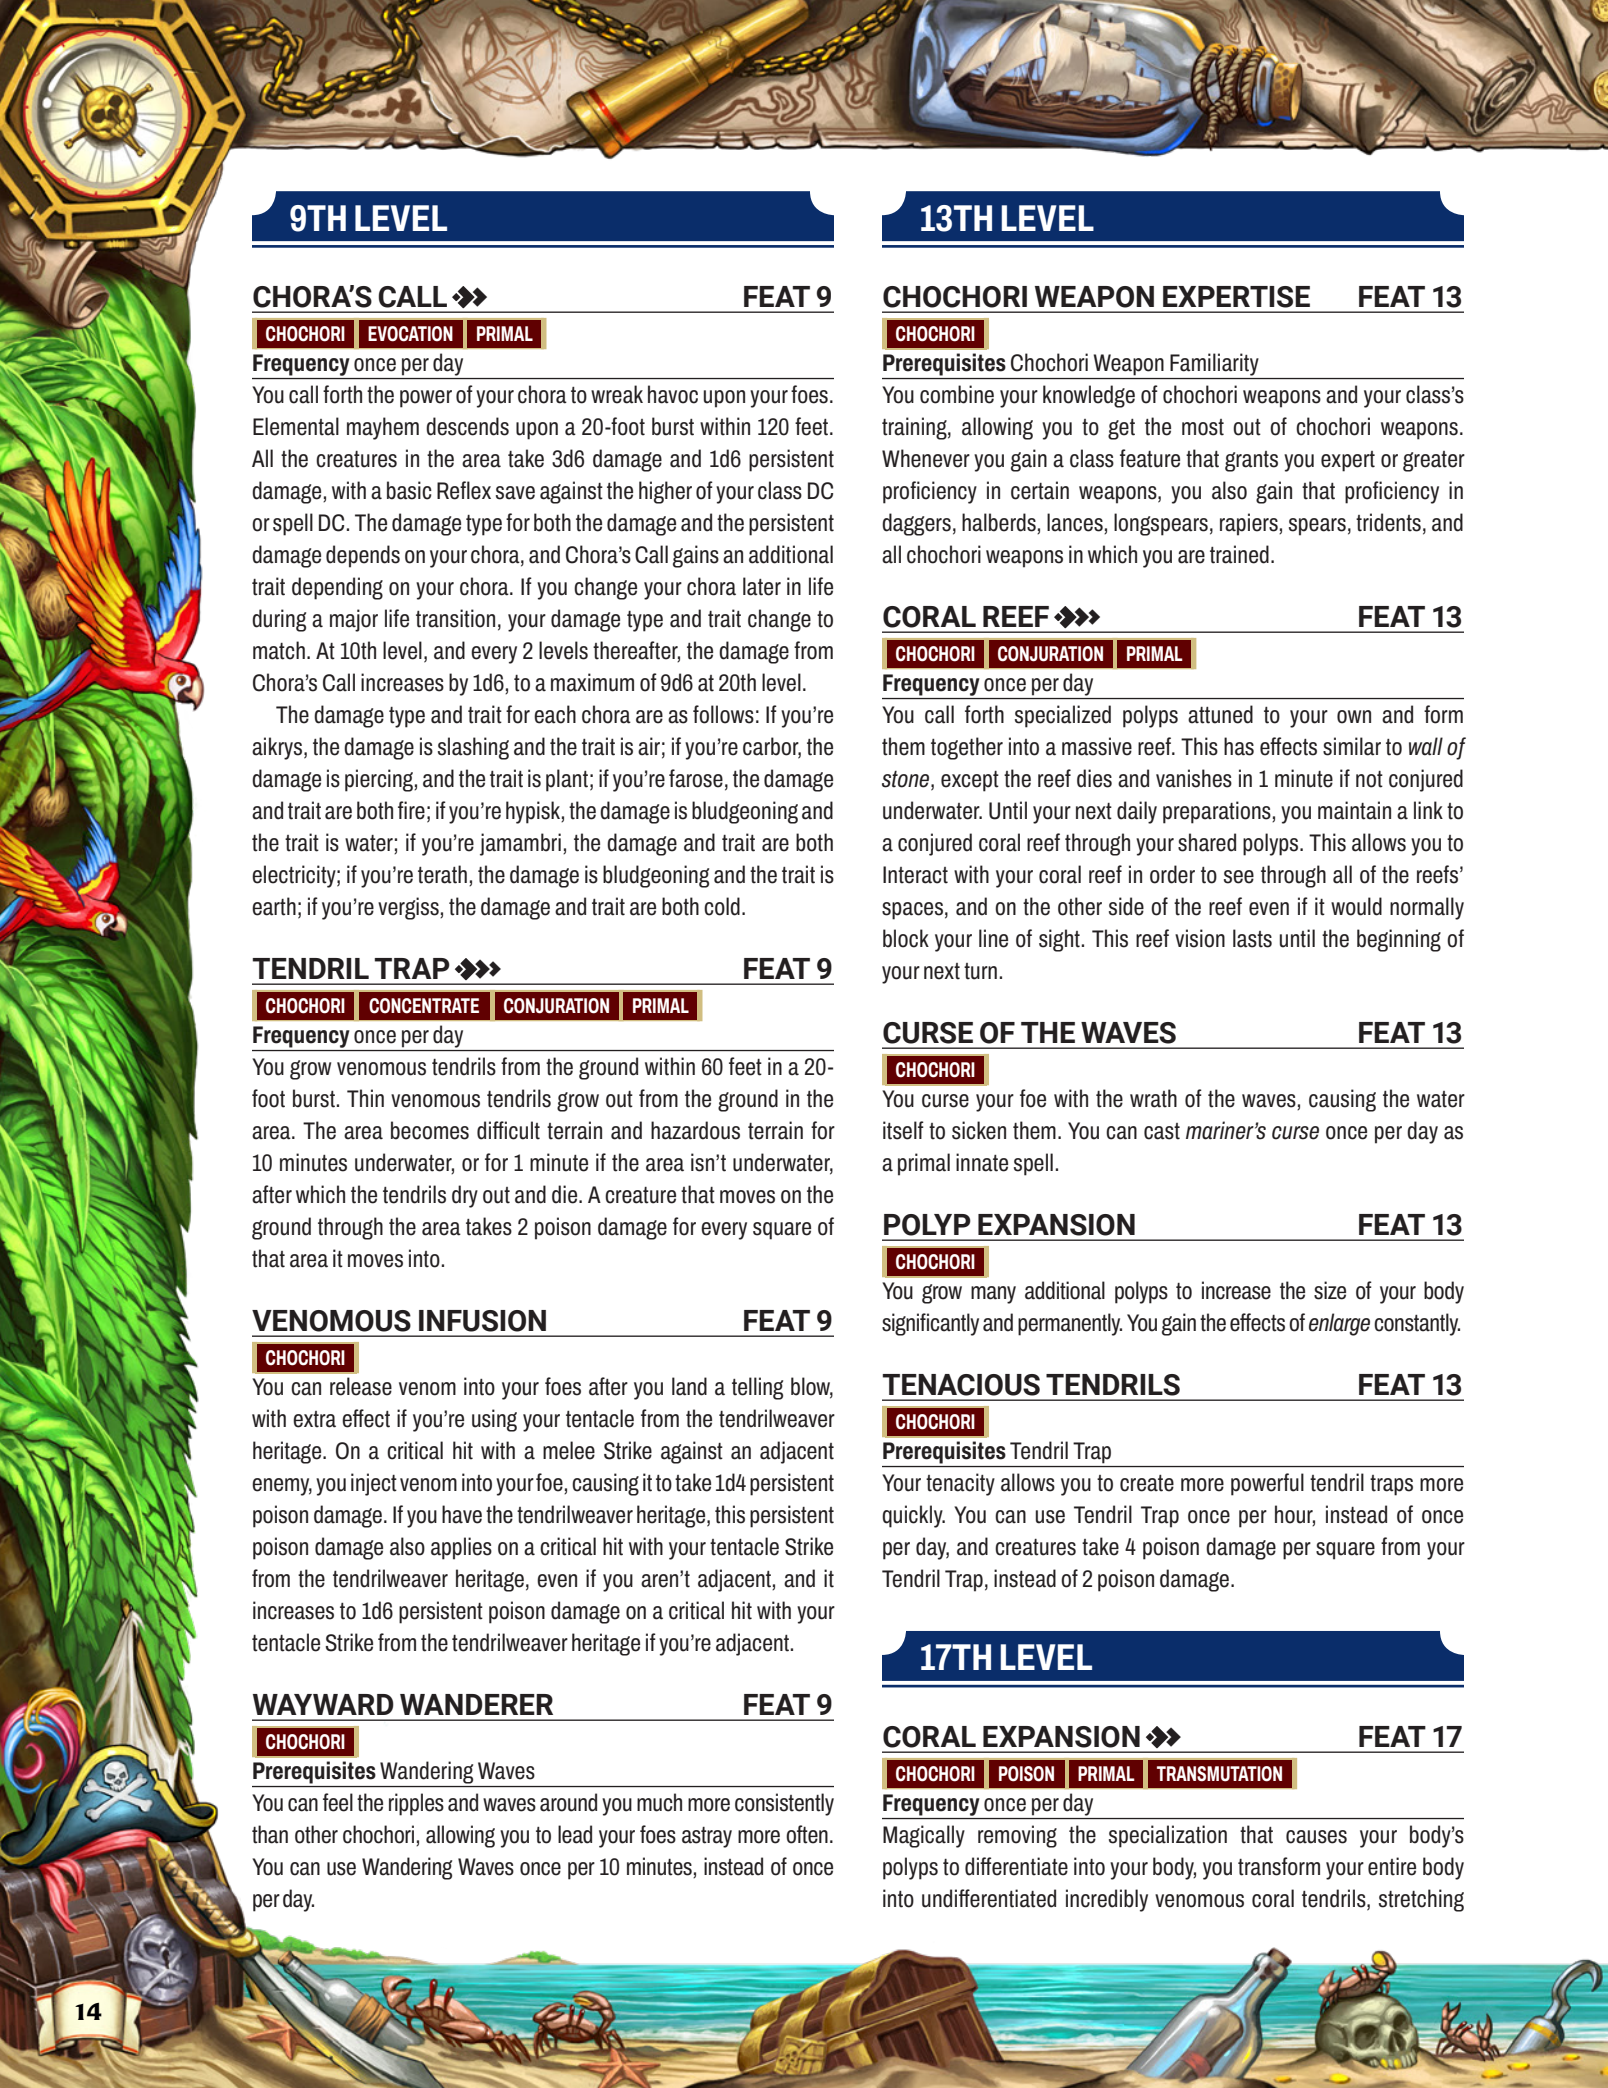 9TH LEVEL
CHORA'S CALL FEAT 9
CHOCHORI EVOCATION PRIMAL
Frequency once per day
You call forth the power of your chora to wreak havoc upon your foes.
Elemental mayhem descends upon a 20-foot burst within 120 feet.
All the creatures in the area take 3d6 damage and 1d6 persistent
damage, with a basic Reflex save against the higher of your class DC
or spell DC. The damage type for both the damage and the persistent
damage depends on your chora, and Chora's Call gains an additional
trait depending on your chora. If you change your chora later in life
during a major life transition, your damage type and trait change to
match. At 10th level, and every 2 levels thereafter, the damage from
Chora's Call increases by 1d6, to a maximum of 9d6 at 20th level.
The damage type and trait for each chora are as follows: If you're
aikrys, the damage is slashing and the trait is air; if you're carbor, the
damage is piercing, and the trait is plant; if you're farose, the damage
and trait are both fire; if you're hypisk, the damage is bludgeoning and
the trait is water; if you're jamambri, the damage and trait are both
electricity; if you're terath, the damage is bludgeoning and the trait is
earth; if you're vergiss, the damage and trait are both cold.
TENDRIL TRAP FEAT 9
CHOCHORI CONCENTRATE CONJURATION PRIMAL
Frequency once per day
You grow venomous tendrils from the ground within 60 feet in a 20-
foot burst. Thin venomous tendrils grow out from the ground in the
area. The area becomes difficult terrain and hazardous terrain for
10 minutes underwater, or for 1 minute if the area isn't underwater,
after which the tendrils dry out and die. A creature that moves on the
ground through the area takes 2 poison damage for every square of
that area it moves into.
VENOMOUS INFUSION FEAT 9
CHOCHORI
You can release venom into your foes after you land a telling blow,
with extra effect if you're using your tentacle from the tendrilweaver
heritage. On a critical hit with a melee Strike against an adjacent
enemy, you inject venom into your foe, causing it to take 1d4 persistent
poison damage. If you have the tendrilweaver heritage, this persistent
poison damage also applies on a critical hit with your tentacle Strike
from the tendrilweaver heritage, even if you aren't adjacent, and it
increases to 1d6 persistent poison damage on a critical hit with your
tentacle Strike from the tendrilweaver heritage if you're adjacent.
WAYWARD WANDERER FEAT 9
CHOCHORI
Prerequisites Wandering Waves
You can feel the ripples and waves around you much more consistently
than other chochori, allowing you to lead your foes astray more often.
You can use Wandering Waves once per 10 minutes, instead of once
per day.
13TH LEVEL
CHOCHORI WEAPON EXPERTISE FEAT 13
CHOCHORI
Prerequisites Chochori Weapon Familiarity
You combine your knowledge of chochori weapons and your class's
training, allowing you to get the most out of chochori weapons.
Whenever you gain a class feature that grants you expert or greater
proficiency in certain weapons, you also gain that proficiency in
daggers, halberds, lances, longspears, rapiers, spears, tridents, and
all chochori weapons in which you are trained.
CORAL REEF FEAT 13
CHOCHORI CONJURATION PRIMAL
Frequency once per day
You call forth specialized polyps attuned to your own and form
them together into a massive reef. This has effects similar to wall of
stone, except the reef dies and vanishes in 1 minute if not conjured
underwater. Until your next daily preparations, you maintain a link to
a conjured coral reef through your shared polyps. This allows you to
Interact with your coral reef in order to see through all of the reefs'
spaces, and on the other side of the reef even if it would normally
block your line of sight. This reef vision lasts until the beginning of
your next turn.
CURSE OF THE WAVES FEAT 13
CHOCHORI
You curse your foe with the wrath of the waves, causing the water
itself to sicken them. You can cast mariner's curse once per day as
a primal innate spell.
POLYP EXPANSION FEAT 13
CHOCHORI
You grow many additional polyps to increase the size of your body
significantly and permanently. You gain the effects of enlarge constantly.
TENACIOUS TENDRILS FEAT 13
CHOCHORI
Prerequisites Tendril Trap
Your tenacity allows you to create more powerful tendril traps more
quickly. You can use Tendril Trap once per hour, instead of once
per day, and creatures take 4 poison damage per square from your
Tendril Trap, instead of 2 poison damage.
17TH LEVEL
CORAL EXPANSION FEAT 17
CHOCHORI POISON PRIMAL TRANSMUTATION
Frequency once per day
Magically removing the specialization that causes your body's
polyps to differentiate into your body, you transform your entire body
into undifferentiated incredibly venomous coral tendrils, stretching
14